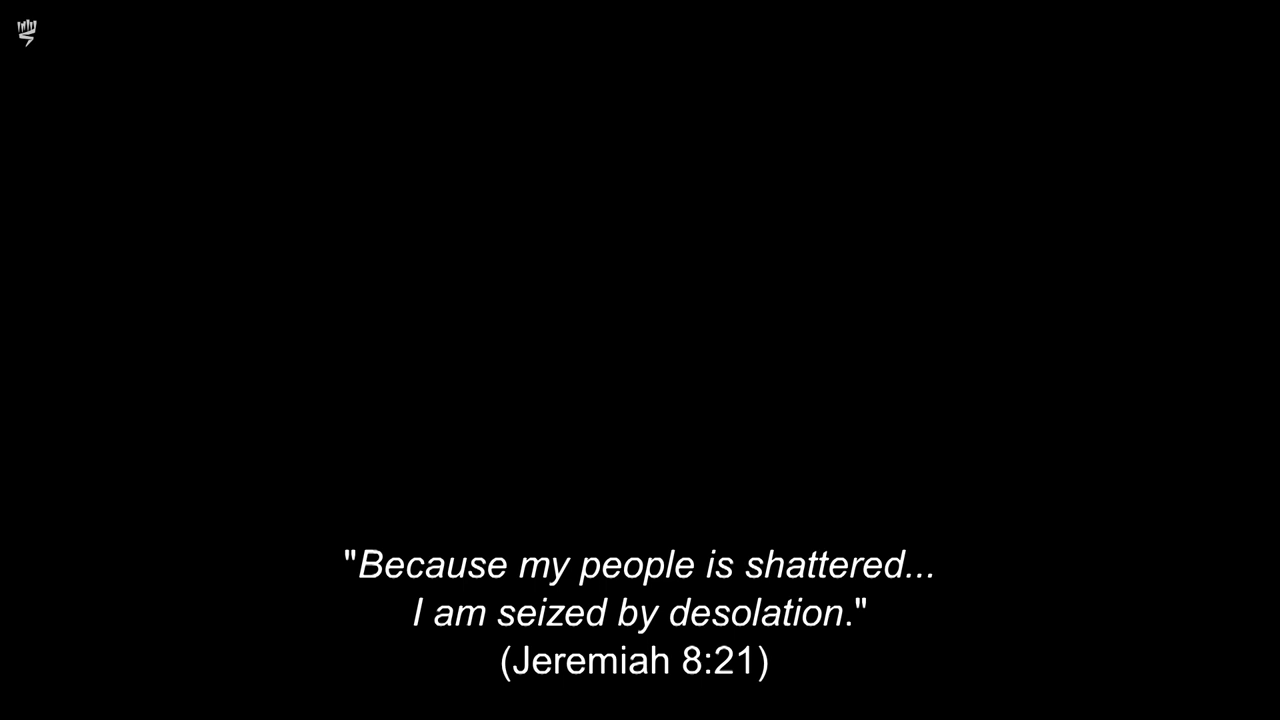 "Because my people is shattered...
I am seized by desolation."
(Jeremiah 8:21)